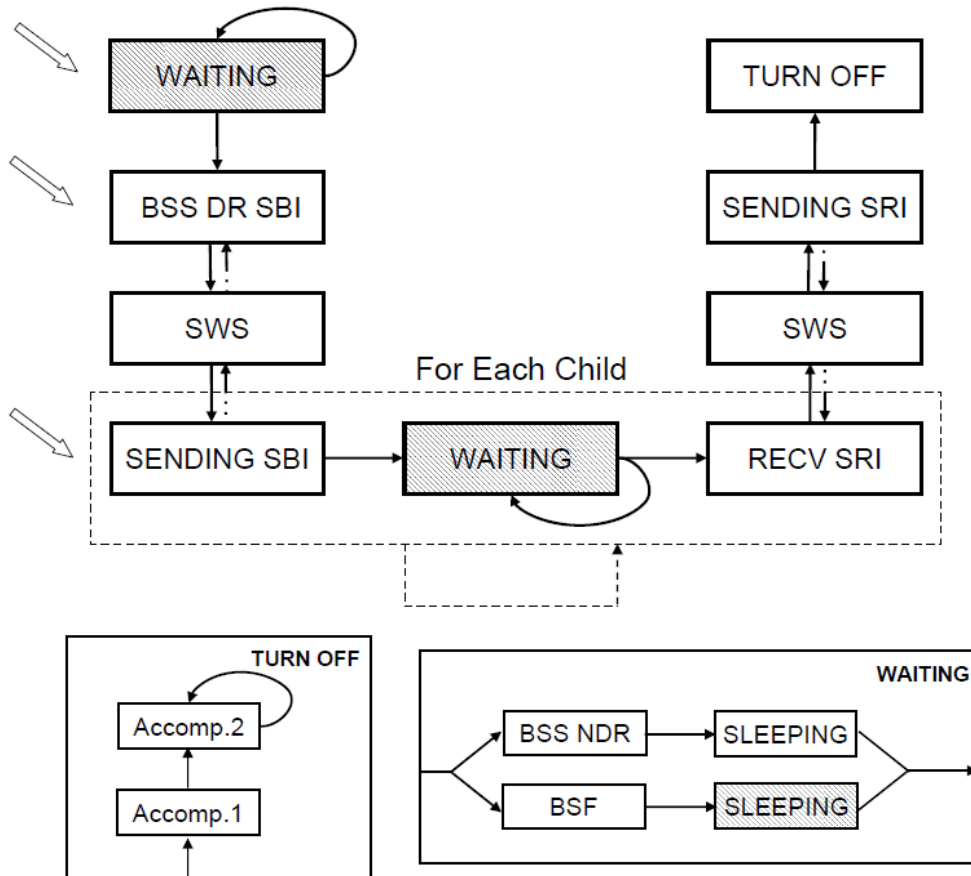 WAITING
TURN OFF
BSS DR SBI
SENDING SRI
SWS
SWS
For Each Child
SENDING SBI
WAITING
RECV SRI
TURN OFF
Accomp.2
Accomp.1
WAITING
BSS NDR
SLEEPING
BSF
SLEEPING